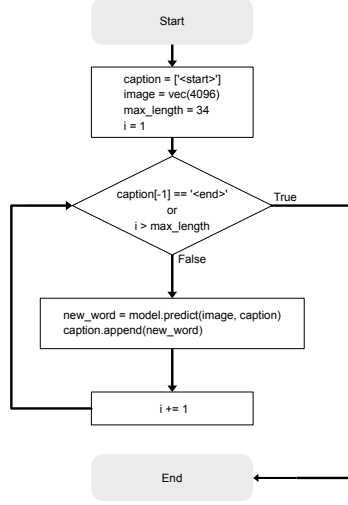 Start
caption = ['<start>']
image = vec(4096)
max_length = 34
i = 1
caption[-1] == '<end>'
or
i > max_length
True
False
new_word = model.predict(image, caption)
caption.append(new_word)
i += 1
End